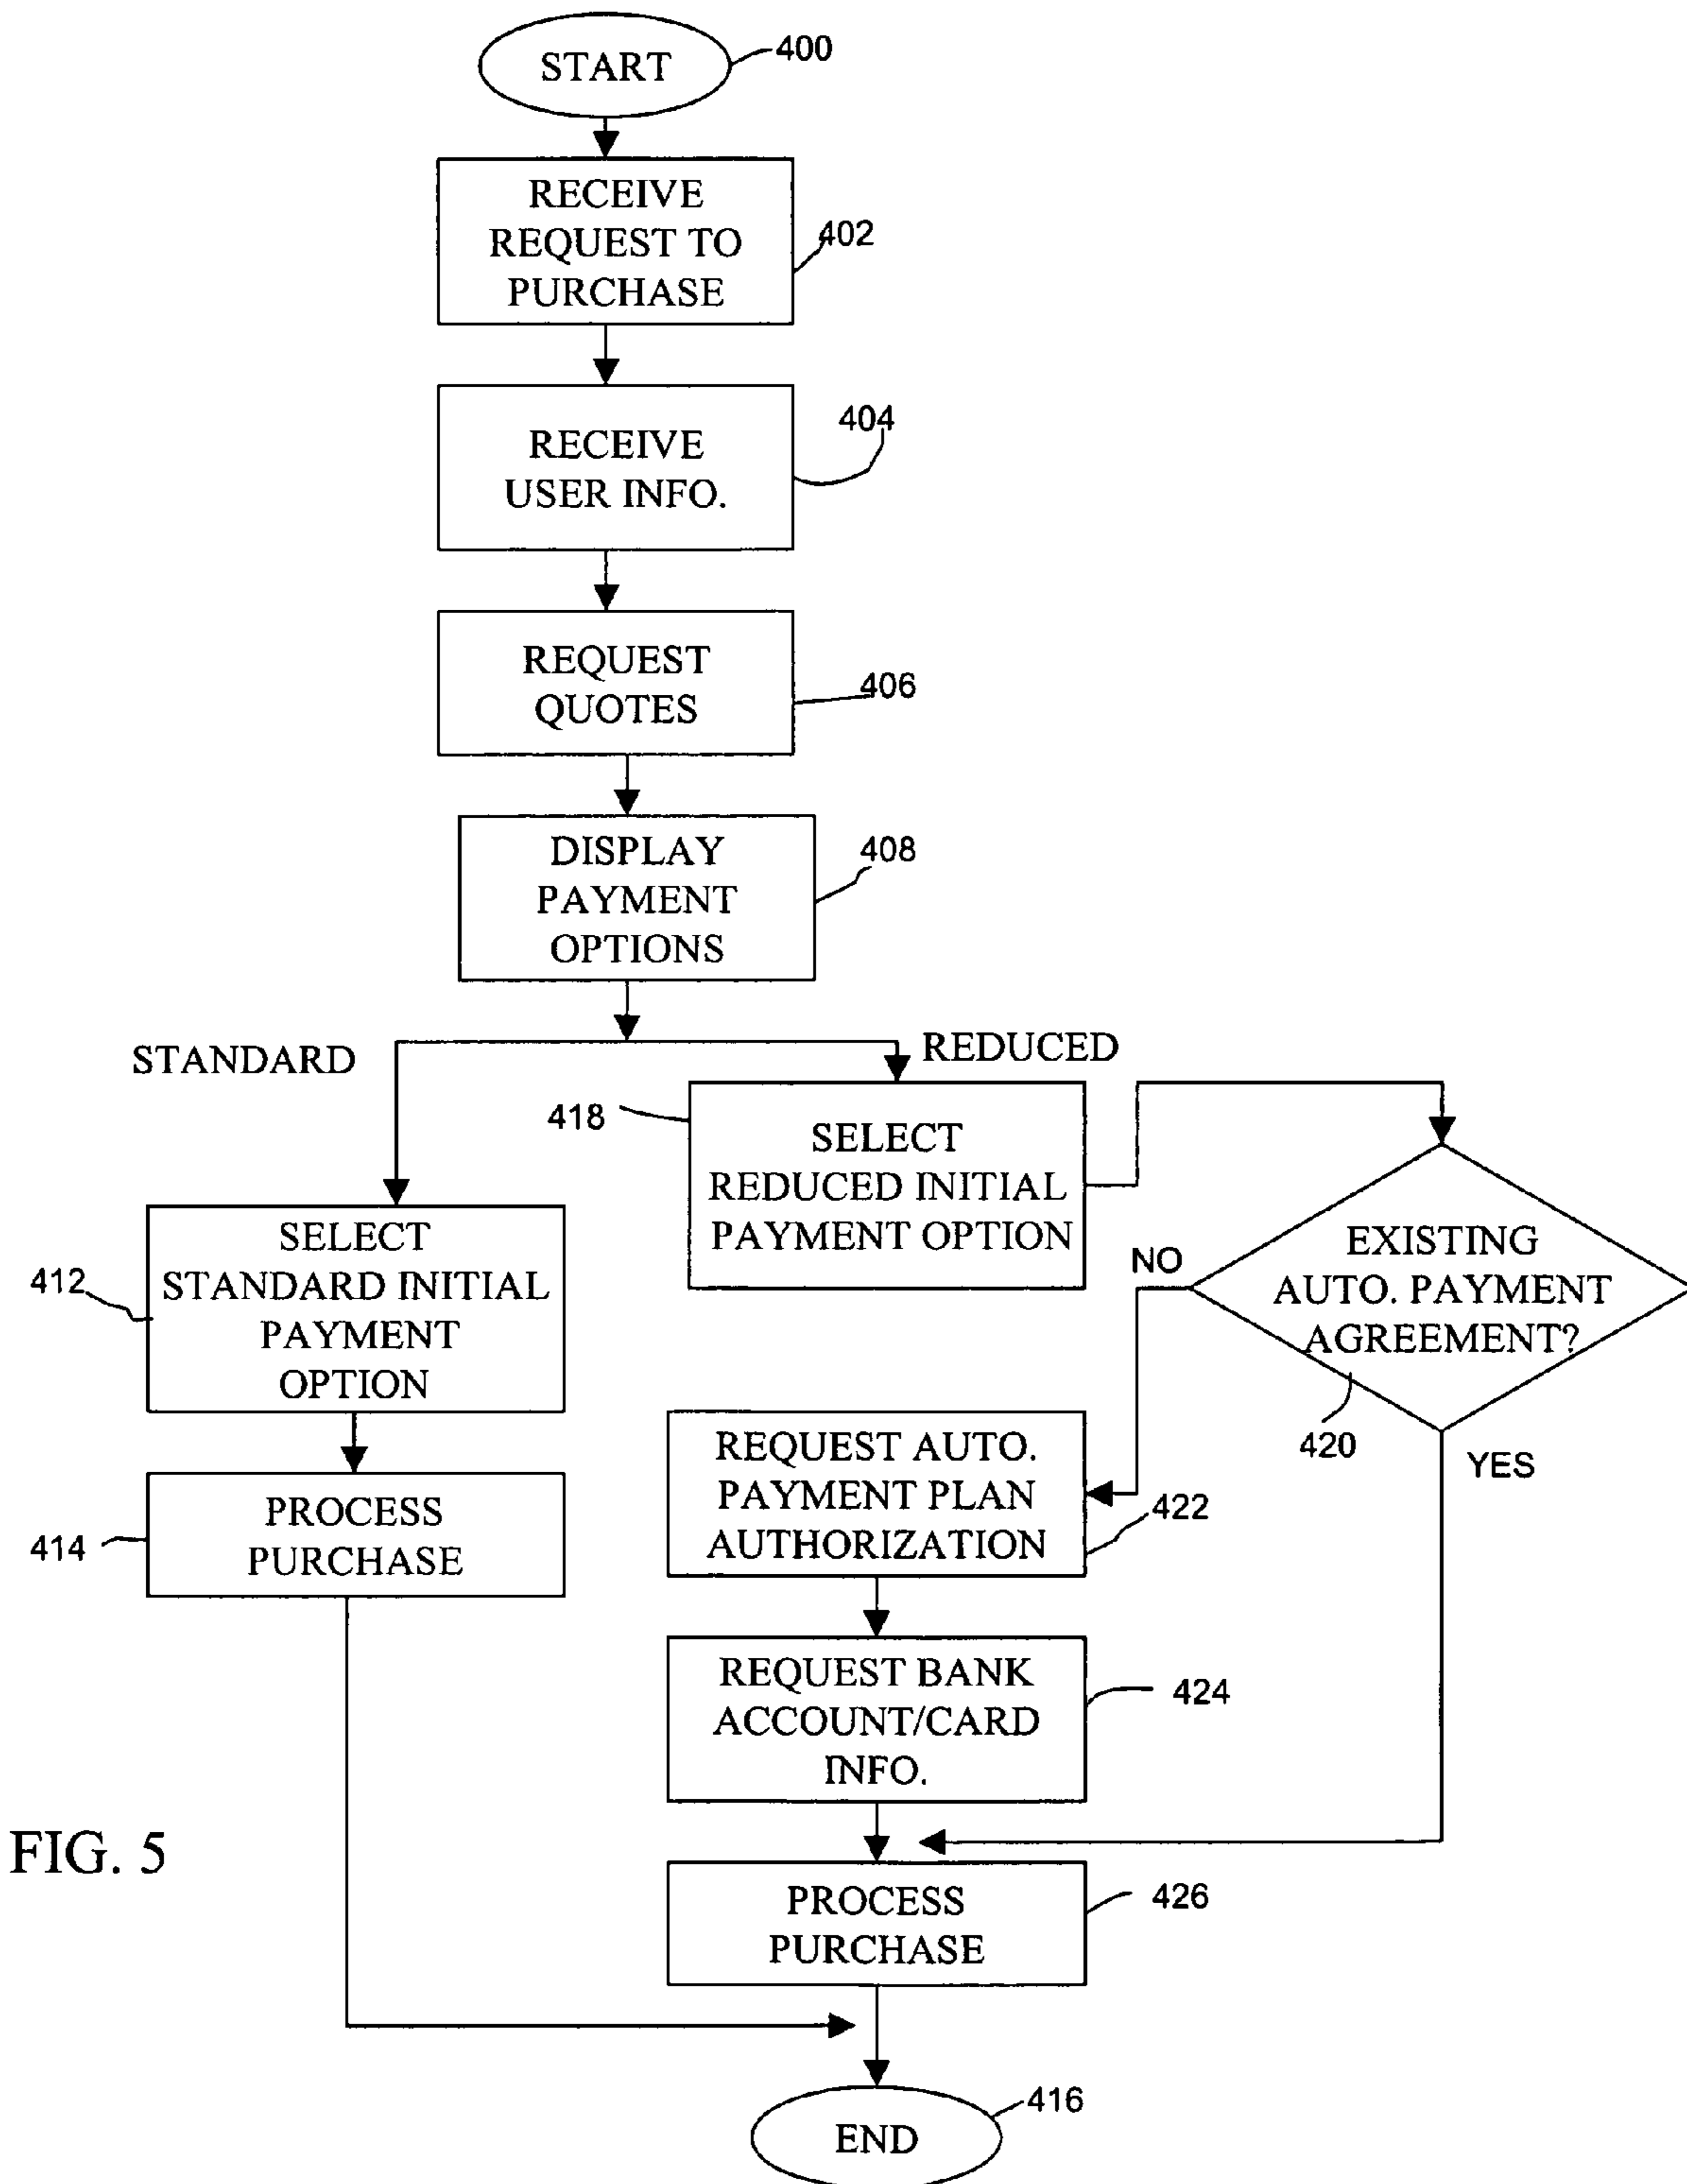 START
400
RECEIVE
REQUEST TO
PURCHASE
402
RECEIVE
USER INFO.
404
REQUEST
QUOTES
406
DISPLAY
PAYMENT
OPTIONS
408
STANDARD
REDUCED
418
SELECT
REDUCED INITIAL
PAYMENT OPTION
412
SELECT
STANDARD INITIAL
PAYMENT
OPTION
NO
EXISTING
AUTO. PAYMENT
AGREEMENT?
420
YES
414
PROCESS
PURCHASE
REQUEST AUTO.
PAYMENT PLAN
AUTHORIZATION
422
REQUEST BANK
ACCOUNT/CARD
INFO.
424
FIG. 5
PROCESS
PURCHASE
426
END
416